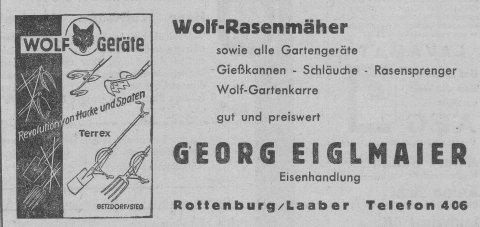 WOLF Geräte
Revolution von Harke und Spaten
Terrex
BETZDORF/SIEG
Wolf-Rasenmäher
sowie alle Gartengeräte
Gießkannen - Schläuche - Rasensprenger
Wolf-Gartenkarre
gut und preiswert
GEORG EIGLMAIER
Eisenhandlung
Rottenburg/Laaber Telefon 406